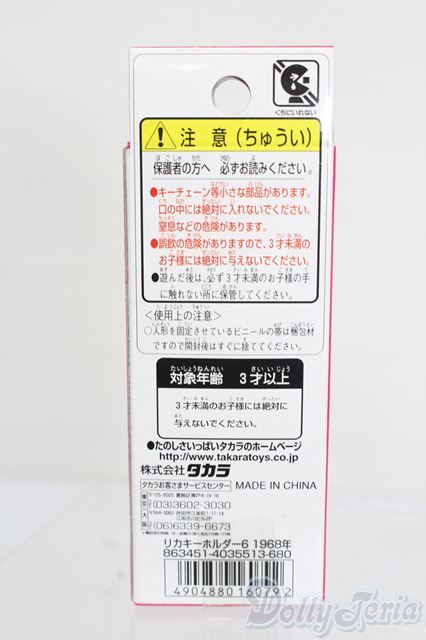 くちにいれない
注意(ちゅうい)
保護者の方へ 必ずお読みください。
●キーチェーン等小さな部品があります。
口の中には絶対に入れないでください。
窒息などの危険があります。
●誤飲の危険がありますので、3才未満の
お子様には絶対に与えないでください。
●遊んだ後は、必ず3才未満のお子様の手
に触れない所に保管してください。
<使用上の注意>
○人形を固定させているビニールの帯は梱包材
ですので開封後はすぐに捨ててください。
対象年齢 3才以上
3才未満のお子様には絶対に
与えないでください。
●たのしさいっぱいタカラのホームページ
http://www.takaratoys.co.jp
株式会社タカラ
タカラお客さまサービスセンター MADE IN CHINA
東京 〒125-8503 葛飾区青戸4-19-16
(03)3602-3030
大阪
(06)6339-6673
リカキーホルダー6 1968年
863451-4035513-680
4904880160792
DollyTeria